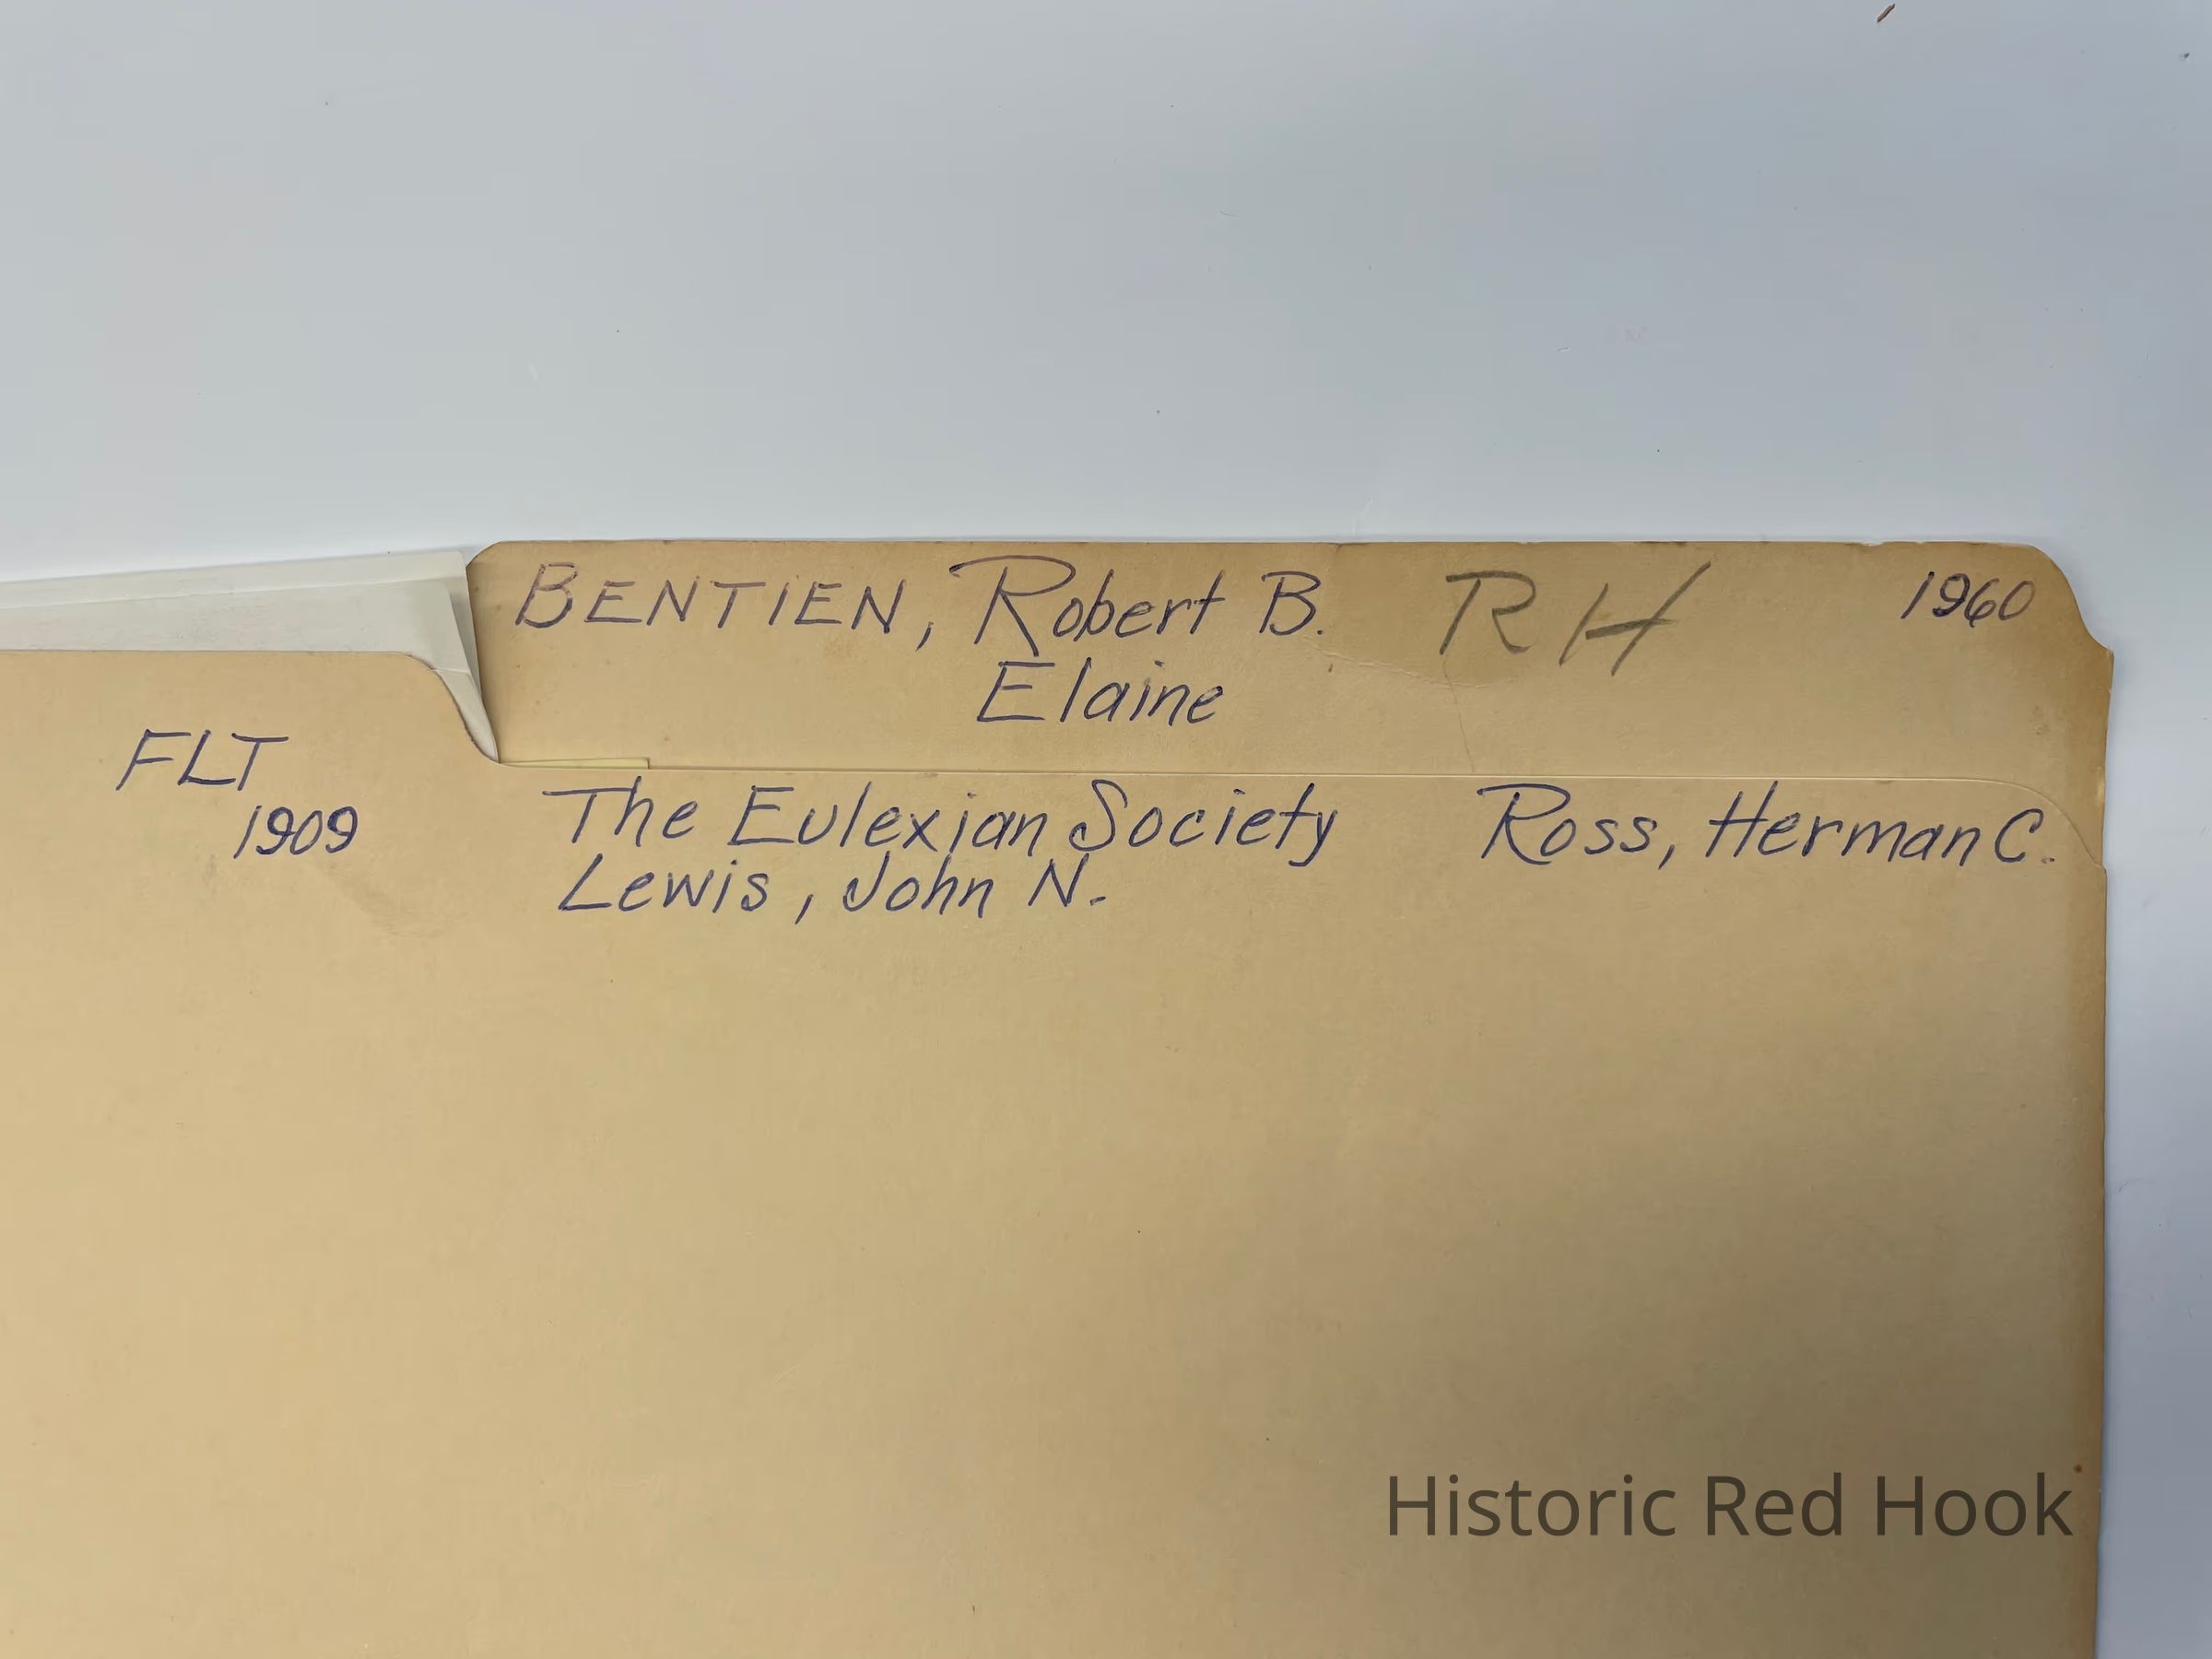 BENTIEN, Robert B. RH 1960
Elaine
FLT
1909
The Eulexian Society Ross, Herman C.
Lewis, John N.
Historic Red Hook